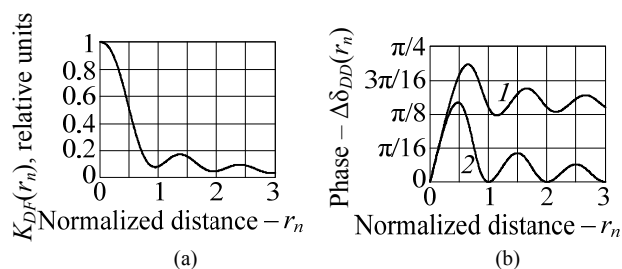 K_DF(r_n), relative units
1
0.8
0.6
0.4
0.2
0
0 1 2 3
Normalized distance – r_n
(a)
Phase – Δδ_DD(r_n)
π/4
3π/16
π/8
π/16
0
1
2
0 1 2 3
Normalized distance – r_n
(b)